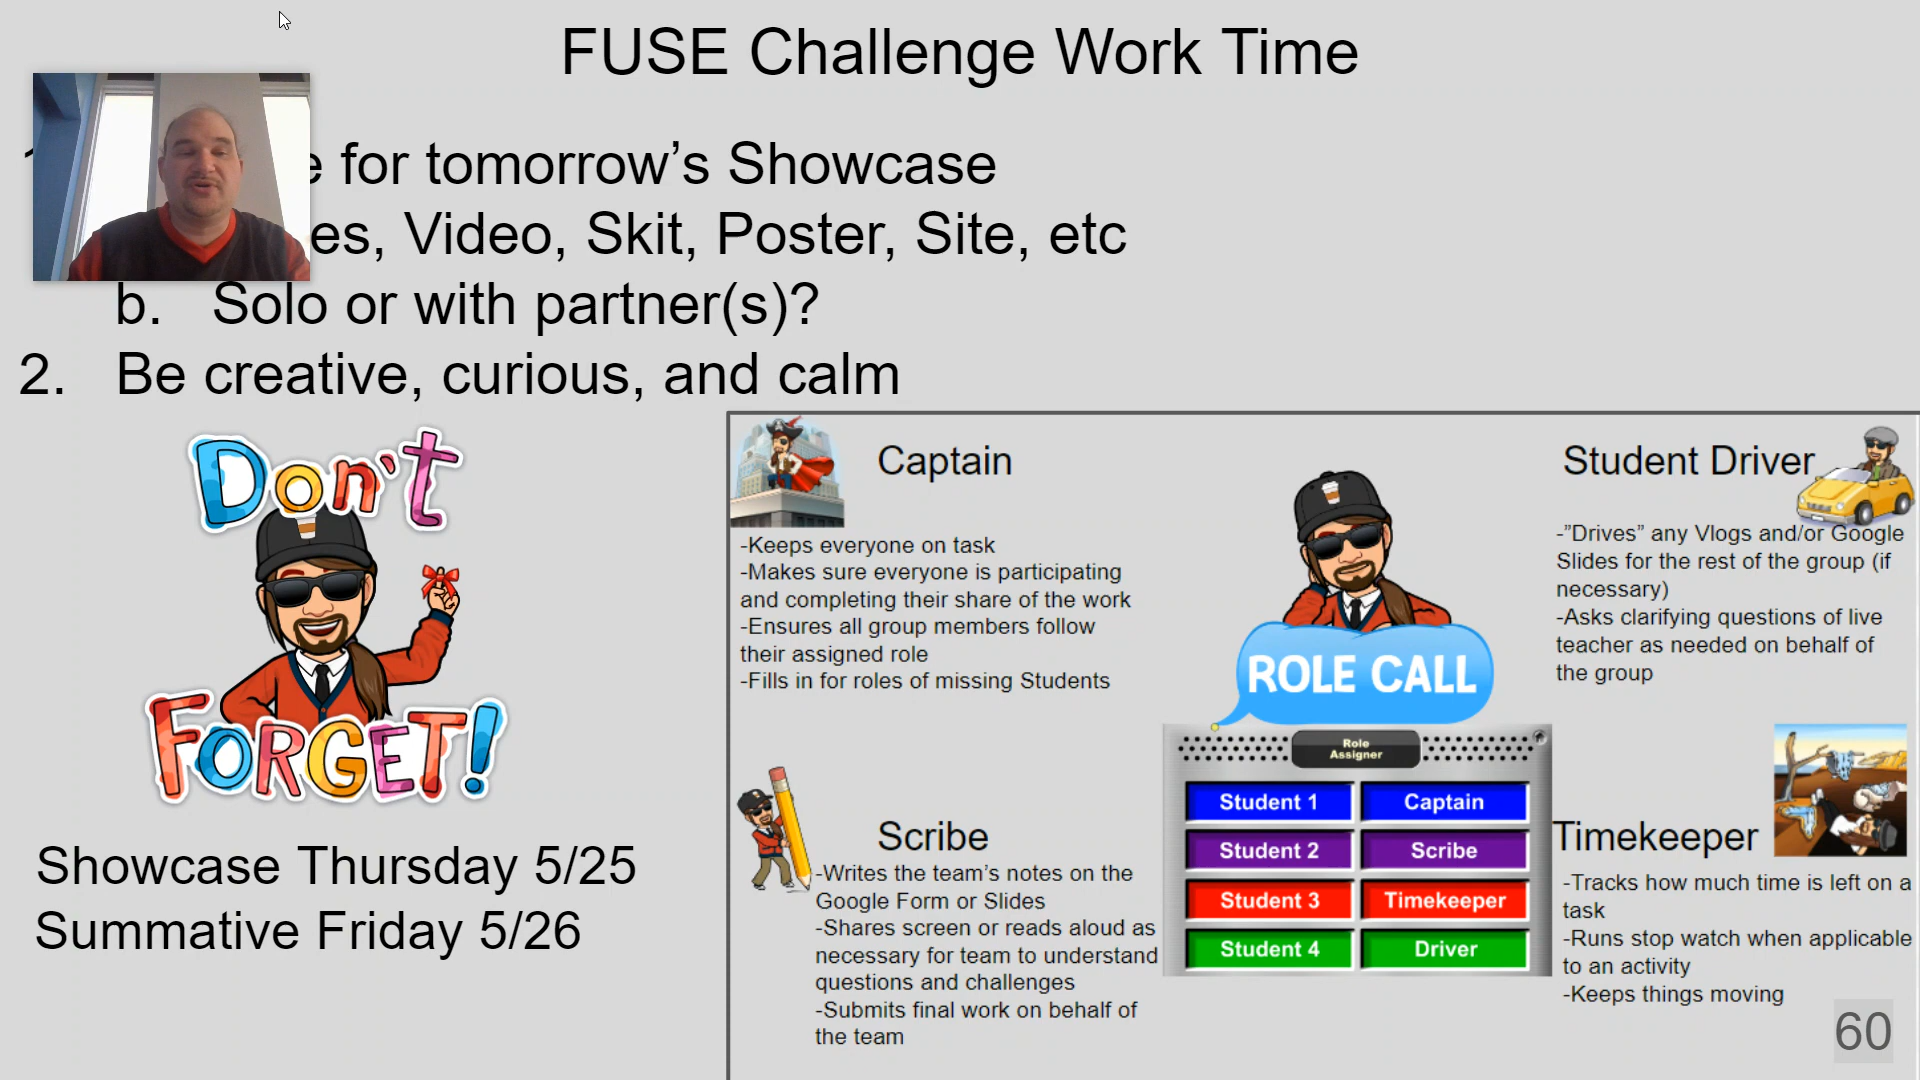 FUSE Challenge Work Time
for tomorrow’s Showcase
Video, Skit, Poster, Site, etc
b. Solo or with partner(s)?
2. Be creative, curious, and calm
Don't
FORGET!
Showcase Thursday 5/25
Summative Friday 5/26
Captain
-Keeps everyone on task
-Makes sure everyone is participating
and completing their share of the work
-Ensures all group members follow
their assigned role
-Fills in for roles of missing Students
Scribe
-Writes the team’s notes on the
Google Form or Slides
-Shares screen or reads aloud as
necessary for team to understand
questions and challenges
-Submits final work on behalf of
the team
ROLE CALL
Role
Assigner
Student 1 Captain
Student 2 Scribe
Student 3 Timekeeper
Student 4 Driver
Student Driver
-”Drives” any Vlogs and/or Google
Slides for the rest of the group (if
necessary)
-Asks clarifying questions of live
teacher as needed on behalf of
the group
Timekeeper
-Tracks how much time is left on a
task
-Runs stop watch when applicable
to an activity
-Keeps things moving
60